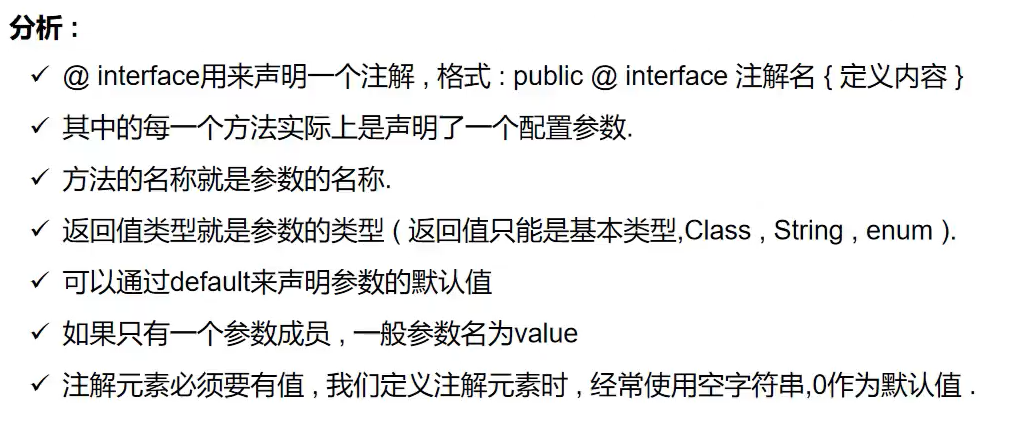 分析 :
✓ @ interface用来声明一个注解 , 格式 : public @ interface 注解名 { 定义内容 }
✓ 其中的每一个方法实际上是声明了一个配置参数.
✓ 方法的名称就是参数的名称.
✓ 返回值类型就是参数的类型 ( 返回值只能是基本类型,Class , String , enum ).
✓ 可以通过default来声明参数的默认值
✓ 如果只有一个参数成员 , 一般参数名为value
✓ 注解元素必须要有值 , 我们定义注解元素时 , 经常使用空字符串,0作为默认值 .